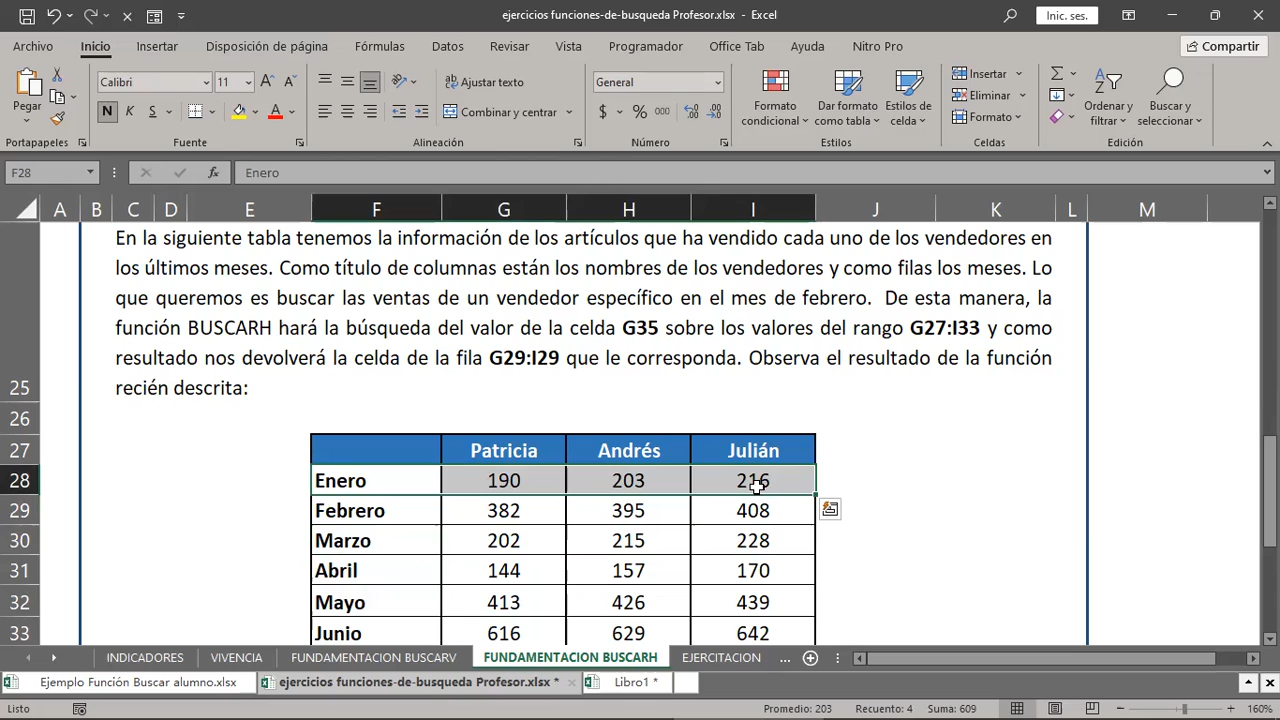 ejercicios funciones-de-busqueda Profesor.xlsx - Excel
Inic. ses.
Archivo Inicio Insertar Disposición de página Fórmulas Datos Revisar Vista Programador Office Tab Ayuda Nitro Pro Compartir
Pegar
Calibri 11
N K S
Ajustar texto
Combinar y centrar
General
$ % 000
Formato condicional
Dar formato como tabla
Estilos de celda
Insertar
Eliminar
Formato
Ordenar y filtrar
Buscar y seleccionar
Portapapeles Fuente Alineación Número Estilos Celdas Edición
F28 fx Enero
A B C D E F G H I J K L M
En la siguiente tabla tenemos la información de los artículos que ha vendido cada uno de los vendedores en
los últimos meses. Como título de columnas están los nombres de los vendedores y como filas los meses. Lo
que queremos es buscar las ventas de un vendedor específico en el mes de febrero. De esta manera, la
función BUSCARH hará la búsqueda del valor de la celda G35 sobre los valores del rango G27:I33 y como
resultado nos devolverá la celda de la fila G29:I29 que le corresponda. Observa el resultado de la función
25 recién descrita:
26
27 Patricia Andrés Julián
28 Enero 190 203 216
29 Febrero 382 395 408
30 Marzo 202 215 228
31 Abril 144 157 170
32 Mayo 413 426 439
33 Junio 616 629 642
INDICADORES VIVENCIA FUNDAMENTACION BUSCARV FUNDAMENTACION BUSCARH EJERCITACION ...
Ejemplo Función Buscar alumno.xlsx ejercicios funciones-de-busqueda Profesor.xlsx * Libro1 *
Listo Promedio: 203 Recuento: 4 Suma: 609 160%